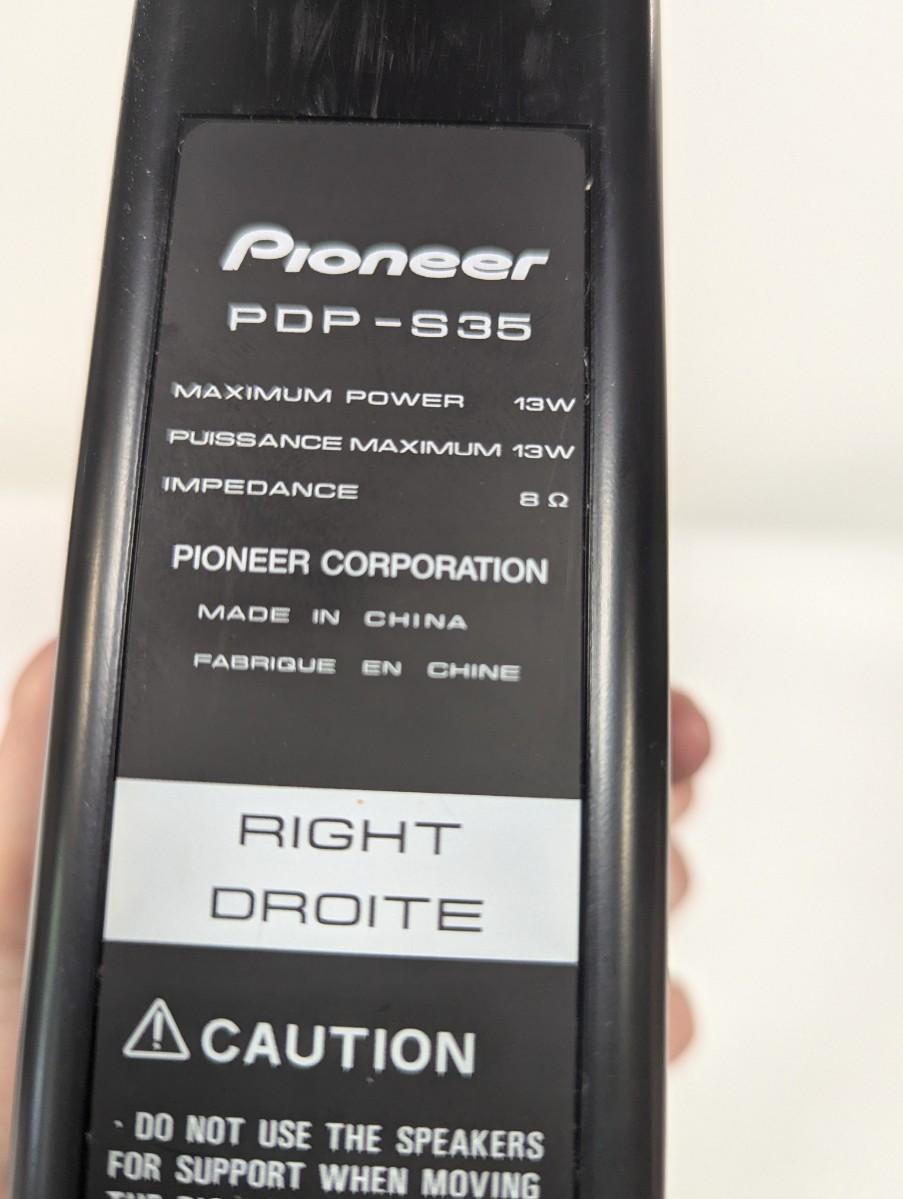 Pioneer
PDP-S35
MAXIMUM POWER 13W
PUISSANCE MAXIMUM 13W
IMPEDANCE 8 Ω
PIONEER CORPORATION
MADE IN CHINA
FABRIQUE EN CHINE
RIGHT
DROITE
⚠ CAUTION
· DO NOT USE THE SPEAKERS
FOR SUPPORT WHEN MOVING